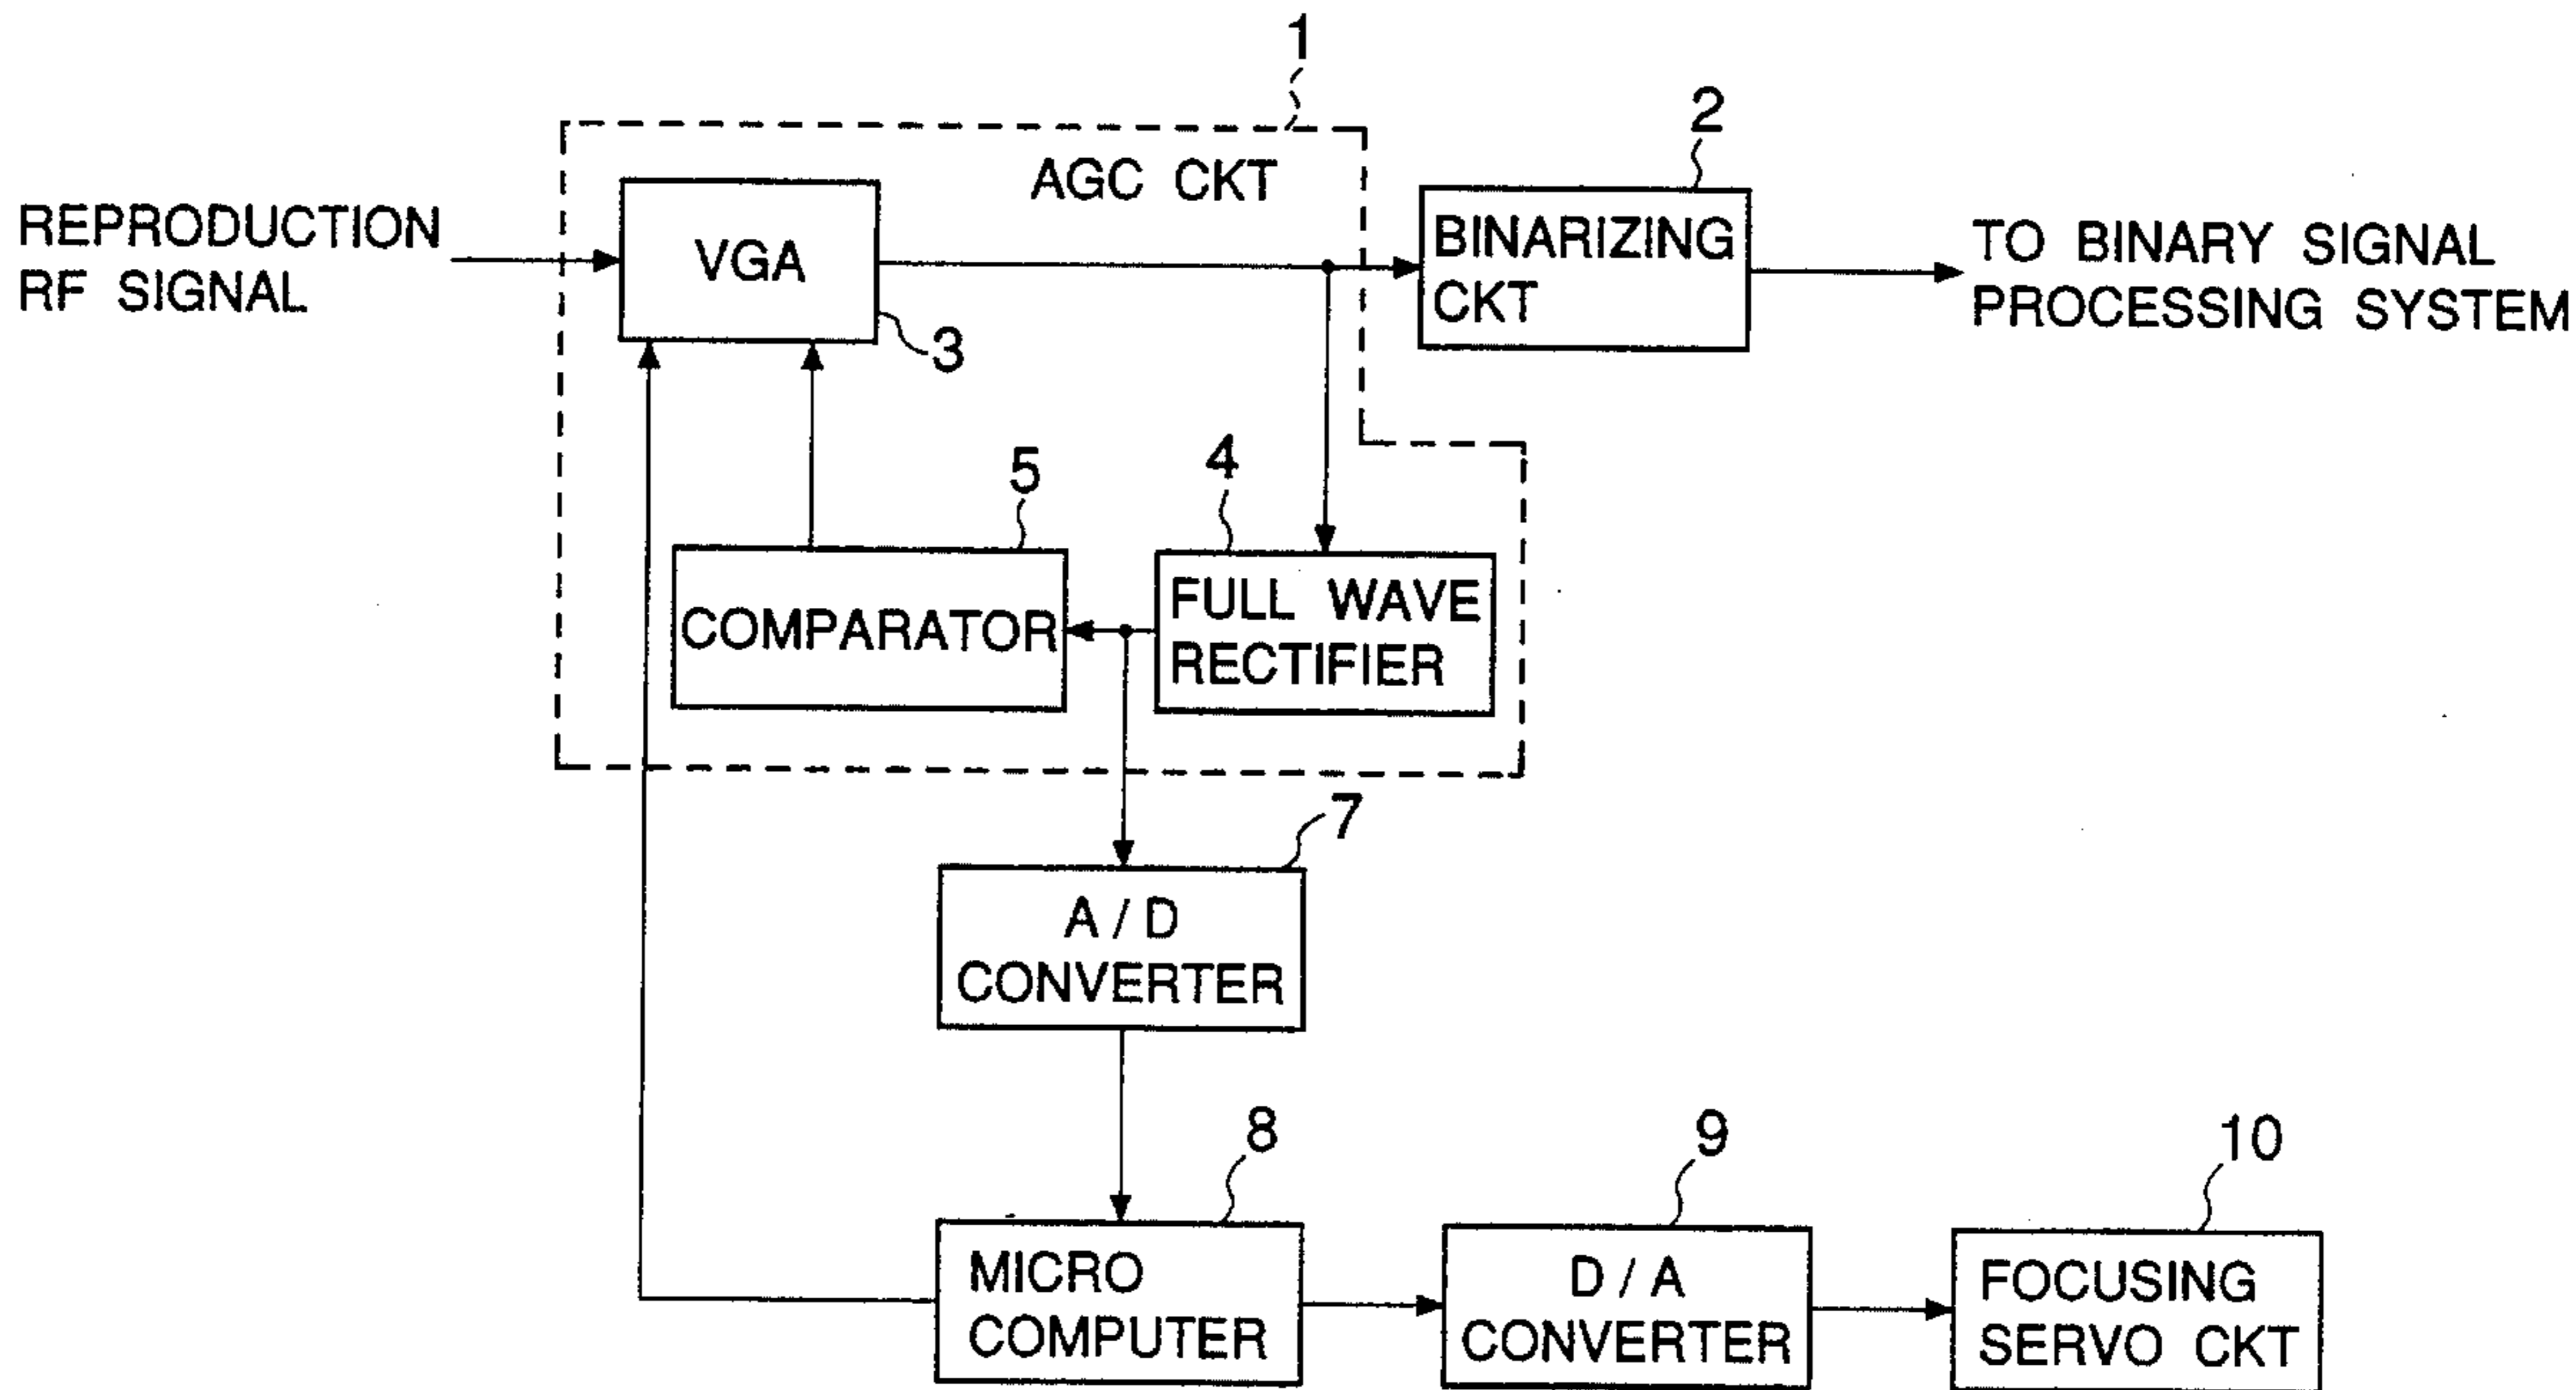 1
2
AGC CKT
REPRODUCTION
RF SIGNAL
VGA
3
BINARIZING
CKT
TO BINARY SIGNAL
PROCESSING SYSTEM
5
4
COMPARATOR
FULL WAVE
RECTIFIER
7
A / D
CONVERTER
8
9
10
MICRO
COMPUTER
D / A
CONVERTER
FOCUSING
SERVO CKT